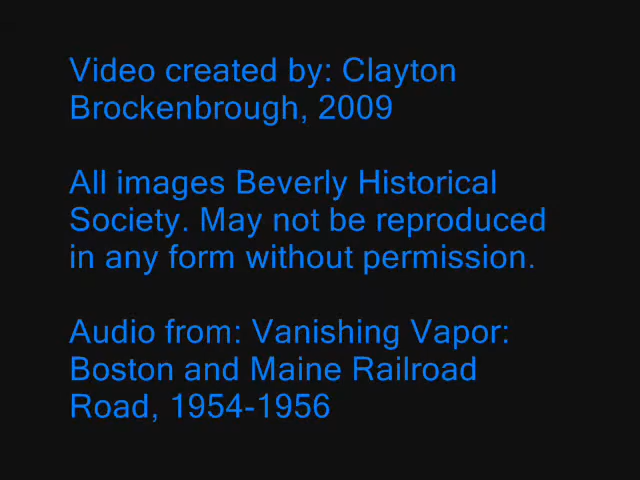 Video created by: Clayton
Brockenbrough, 2009
All images Beverly Historical
Society. May not be reproduced
in any form without permission.
Audio from: Vanishing Vapor:
Boston and Maine Railroad
Road, 1954-1956